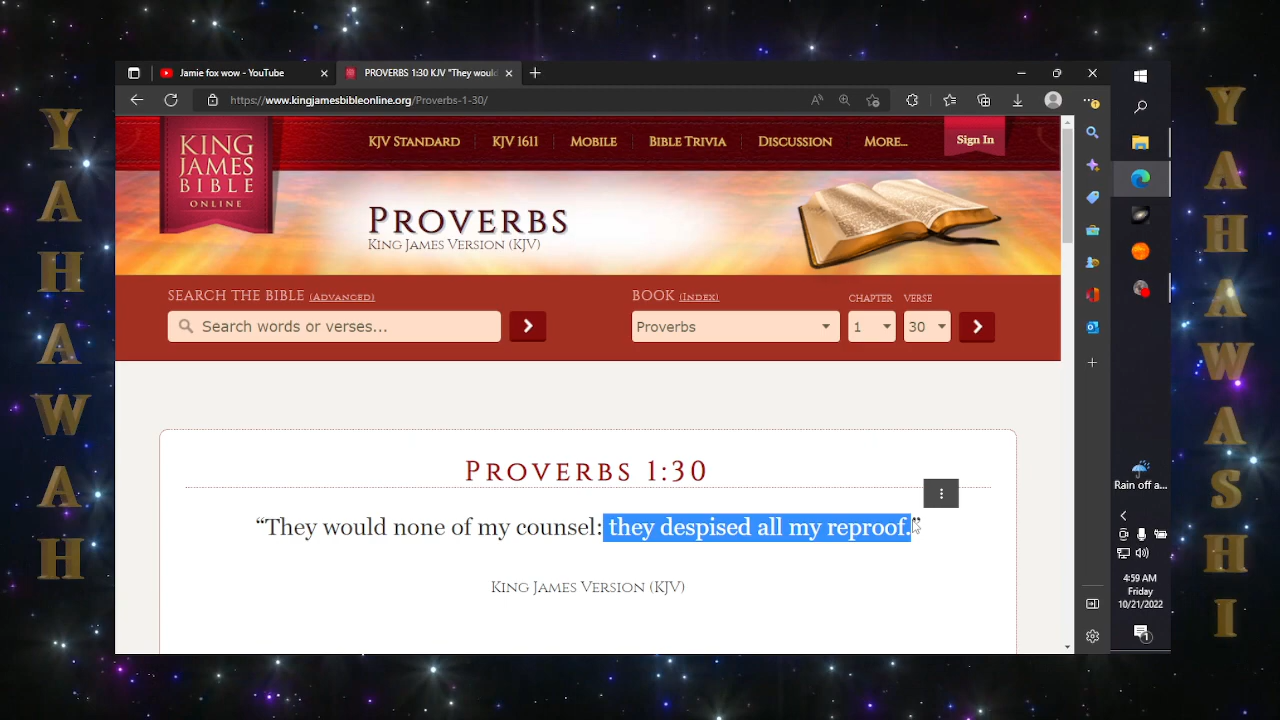 Jamie fox wow - YouTube
PROVERBS 1:30 KJV "They woul
https://www.kingjamesbibleonline.org/Proverbs-1-30/
KING
JAMES
BIBLE
ONLINE
KJV STANDARD
KJV 1611
MOBILE
BIBLE TRIVIA
DISCUSSION
MORE...
Sign In
PROVERBS
KING JAMES VERSION (KJV)
SEARCH THE BIBLE (ADVANCED)
Search words or verses...
BOOK (INDEX)
CHAPTER
VERSE
Proverbs
1
30
PROVERBS 1:30
“They would none of my counsel: they despised all my reproof.”
KING JAMES VERSION (KJV)
Rain off a...
4:59 AM
Friday
10/21/2022
1
YAHAWAH
YAHAWASHI